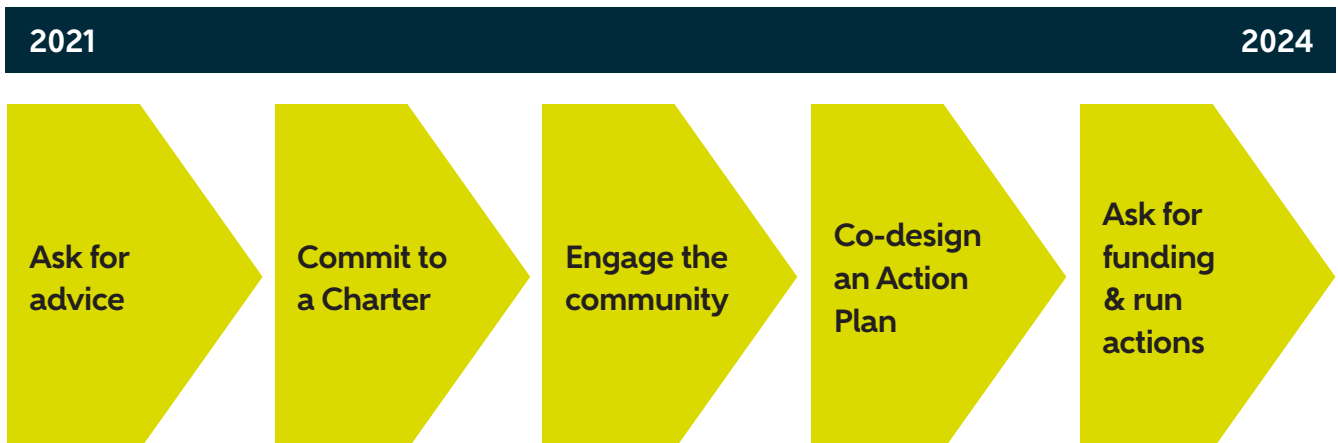 2021
2024
Ask for
advice
Commit to
a Charter
Engage the
community
Co-design
an Action
Plan
Ask for
funding
& run
actions